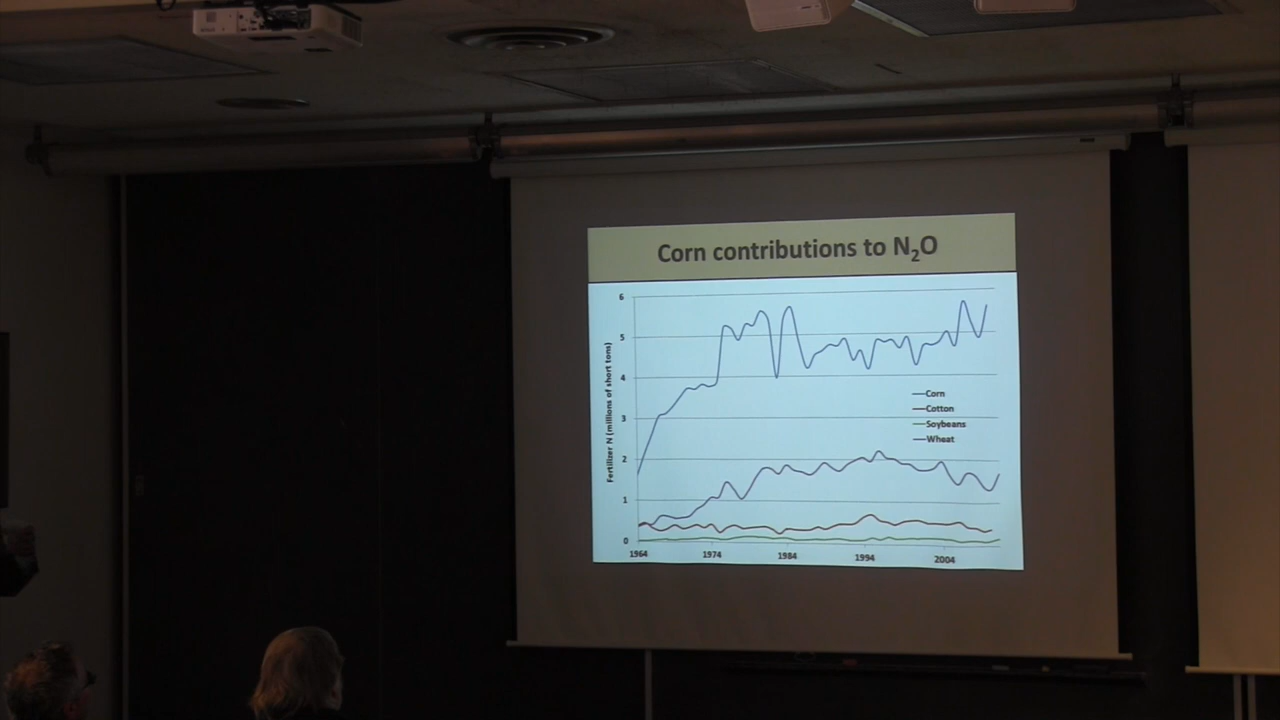 Corn contributions to N₂O
Fertilizer N (millions of short tons)
6
5
4
3
2
1
0
1964 1974 1984 1994 2004
Corn
Cotton
Soybeans
Wheat